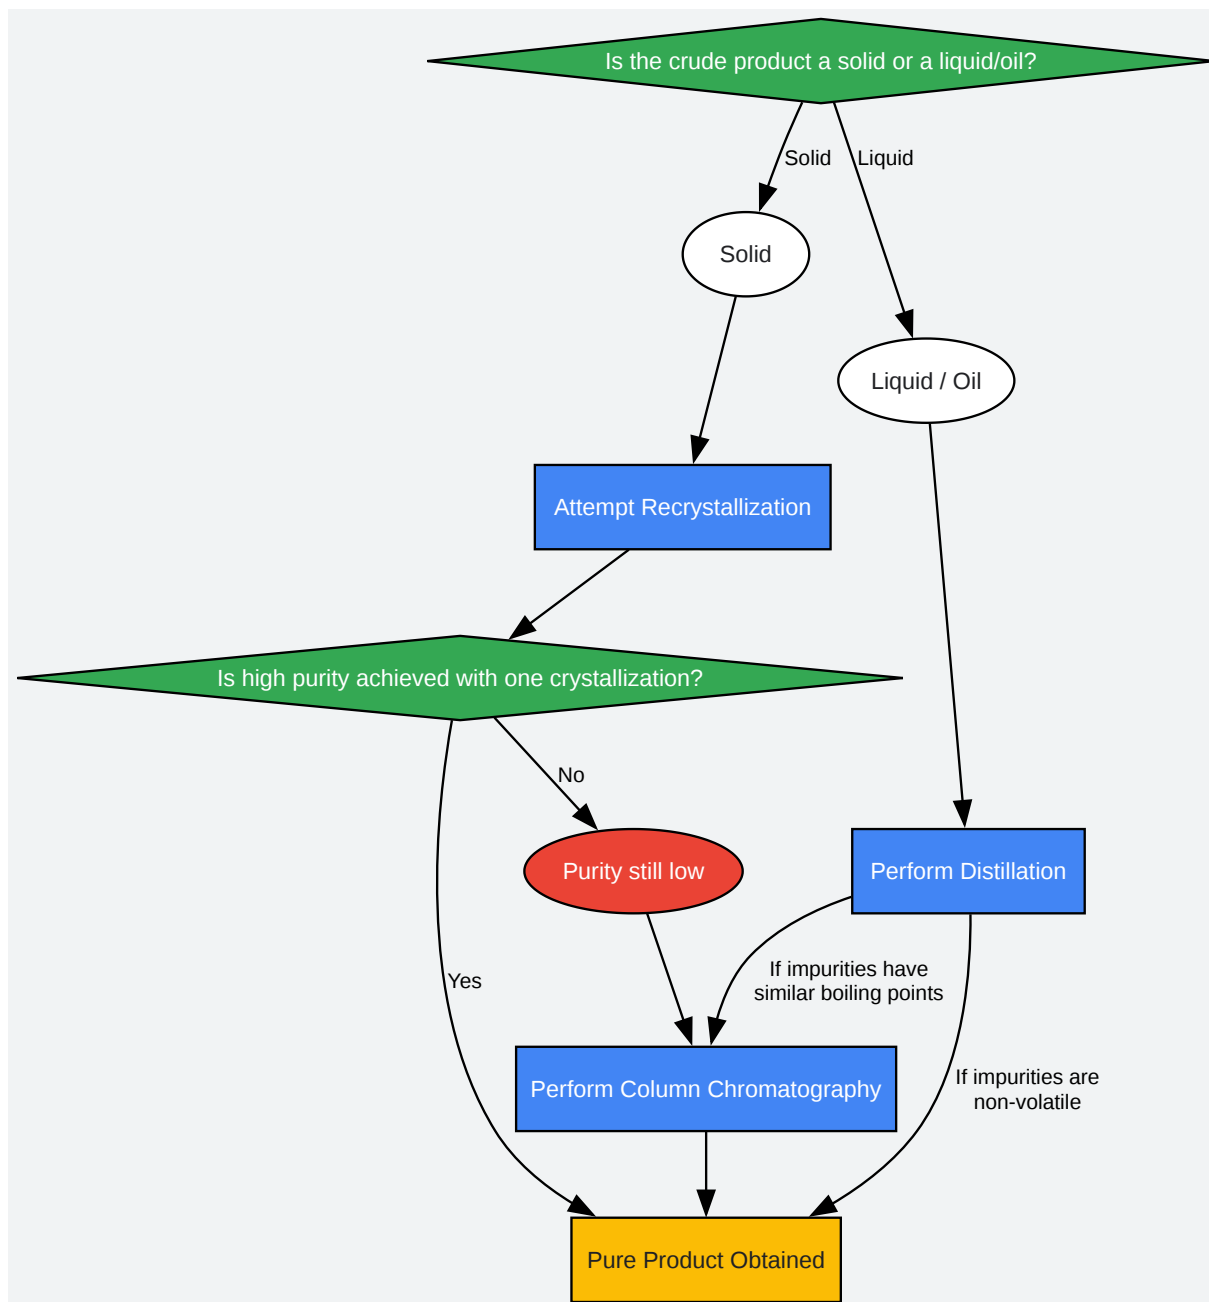 Is the crude product a solid or a liquid/oil?
Solid
Liquid
Solid
Liquid / Oil
Attempt Recrystallization
Is high purity achieved with one crystallization?
No
Purity still low
Perform Distillation
If impurities have
similar boiling points
Yes
Perform Column Chromatography
If impurities are
non-volatile
Pure Product Obtained